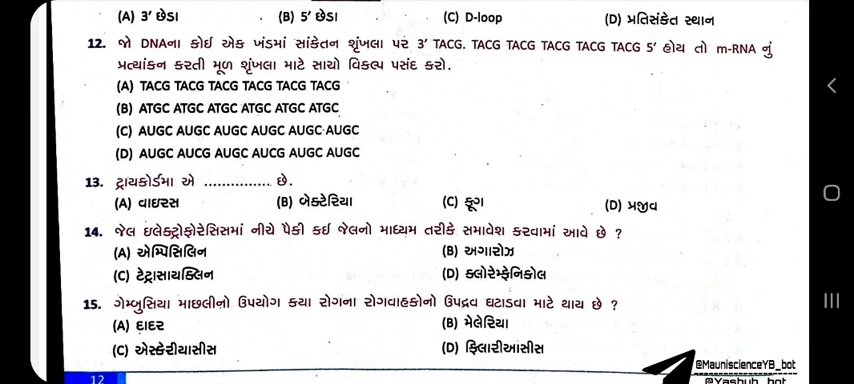 (A) 3' છેડા (B) 5' છેડા (C) D-loop (D) પ્રતિસંકેત સ્થાન
12. જો DNAના કોઈ એક ખંડમાં સાંકેતન શૃંખલા પર 3' TACG. TACG TACG TACG TACG TACG 5' હોય તો m-RNA નું
પ્રત્યાંકન કરતી મૂળ શૃંખલા માટે સાચો વિકલ્પ પસંદ કરો.
(A) TACG TACG TACG TACG TACG TACG
(B) ATGC ATGC ATGC ATGC ATGC ATGC
(C) AUGC AUGC AUGC AUGC AUGC AUGC
(D) AUGC AUCG AUGC AUCG AUGC AUGC
13. ટ્રાયકોર્ડમા એ ................ છે.
(A) વાઇરસ (B) બેક્ટેરિયા (C) ફૂગ (D) પ્રજીવ
14. જેલ ઇલેક્ટ્રોફોરેસિસમાં નીચે પૈકી કઈ જેલનો માધ્યમ તરીકે સમાવેશ કરવામાં આવે છે ?
(A) એમ્પિસિલિન (B) અગારોઝ
(C) ટેટ્રાસાયક્લિન (D) ક્લોરેમ્ફેનિકોલ
15. ગેમ્બુસિયા માછલીનો ઉપયોગ ક્યા રોગના રોગવાહકોનો ઉપદ્રવ ઘટાડવા માટે થાય છે ?
(A) દાદર (B) મેલેરિયા
(C) એસ્કેરીયાસીસ (D) ફિલારીઆંસીસ
@MauniscienceYB_bot
@Yashub_bot
12